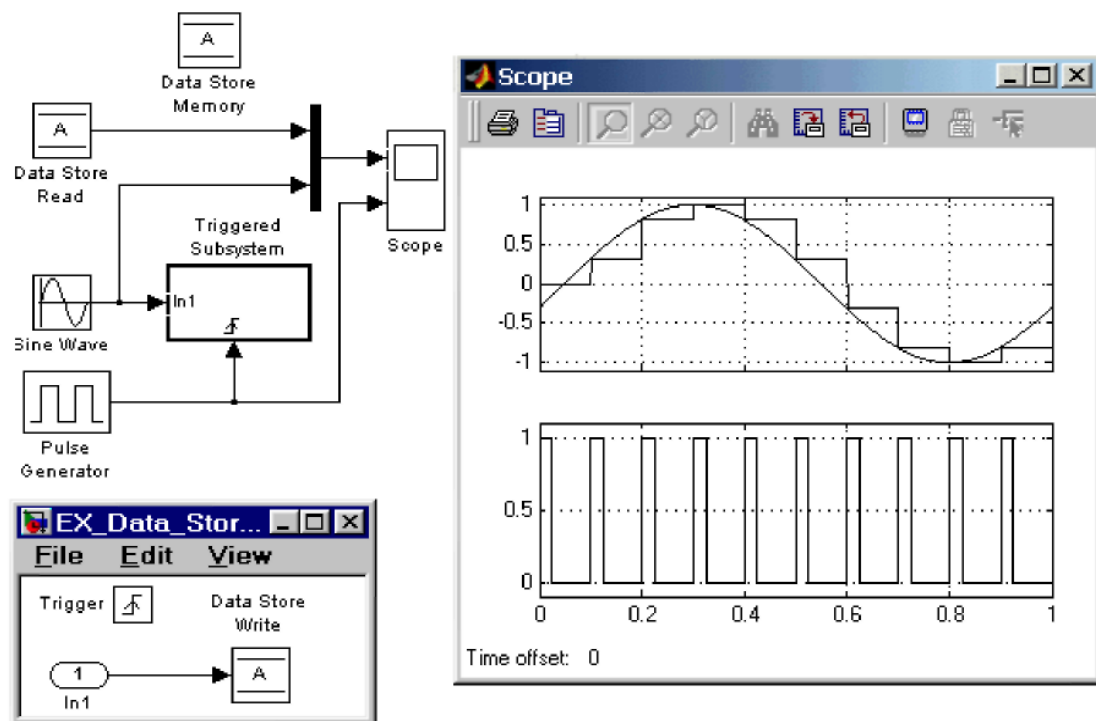 A
Data Store
Memory
A
Data Store
Read
Triggered
Subsystem
Scope
In1
Sine Wave
Pulse
Generator
EX_Data_Stor...
File Edit View
Trigger
Data Store
Write
1
A
In1
Scope
1
0.5
0
-0.5
-1
1
0.5
0
0 0.2 0.4 0.6 0.8 1
Time offset: 0